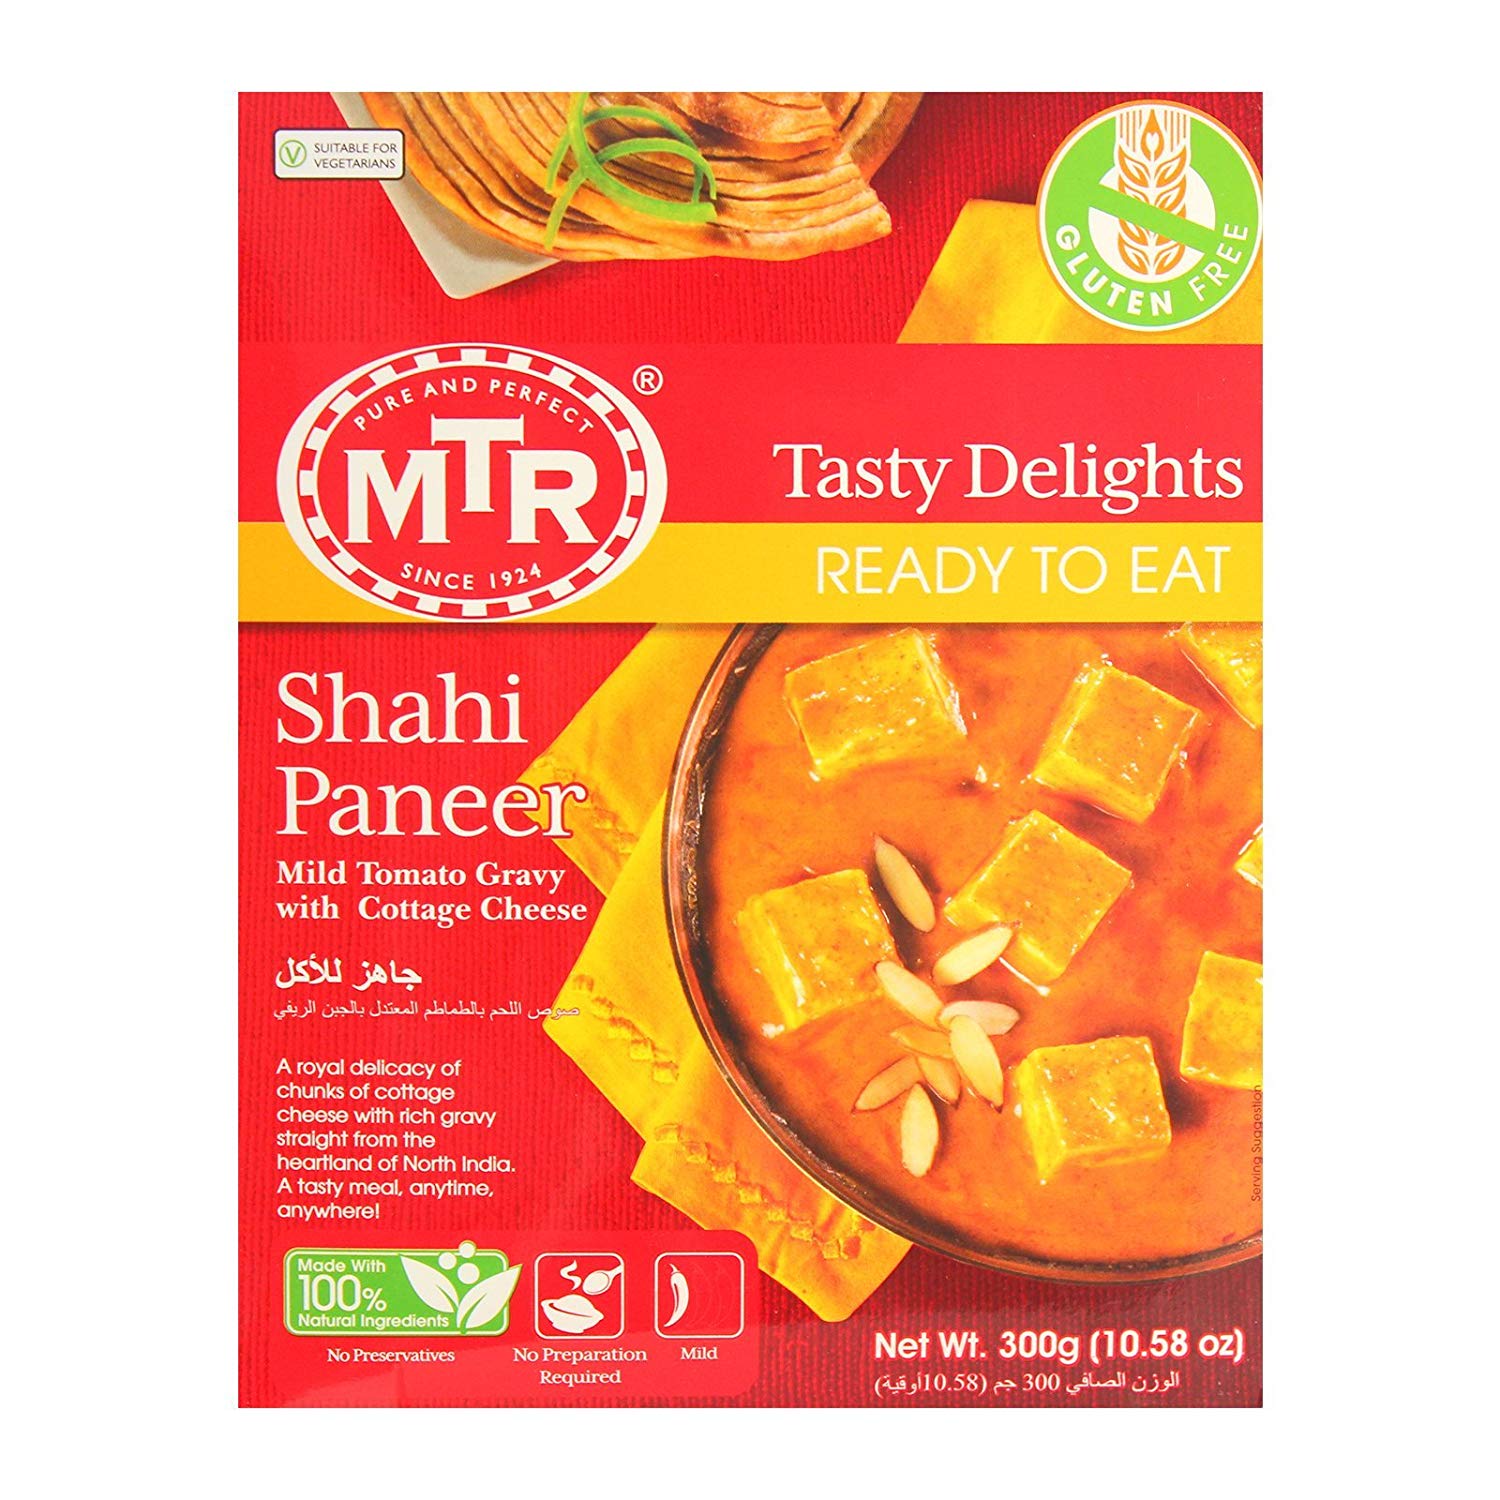 SUITABLE FOR
VEGETARIANS
GLUTEN FREE
PURE AND PERFECT
MTR
SINCE 1924
®
Tasty Delights
READY TO EAT
Shahi
Paneer
Mild Tomato Gravy
with Cottage Cheese
جاهز للأكل
صوص اللحم بالطماطم المعتدل بالجبن الريفي
A royal delicacy of
chunks of cottage
cheese with rich gravy
straight from the
heartland of North India.
A tasty meal, anytime,
anywhere!
Serving Suggestion
Made With
100%
Natural Ingredients
No Preservatives
No Preparation
Required
Mild
Net Wt. 300g (10.58 oz)
الوزن الصافي 300 جم (10.58أوقية)